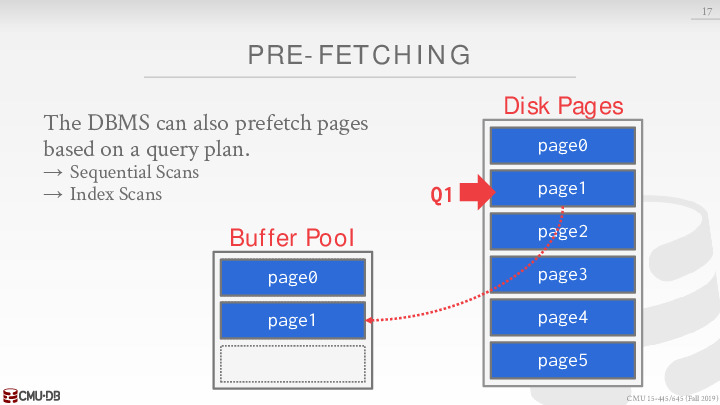 17
PRE-FETCHING
The DBMS can also prefetch pages
based on a query plan.
→ Sequential Scans
→ Index Scans
Disk Pages
page0
page1
page2
page3
page4
page5
Q1
Buffer Pool
page0
page1
CMU·DB
CMU 15-445/645 (Fall 2019)